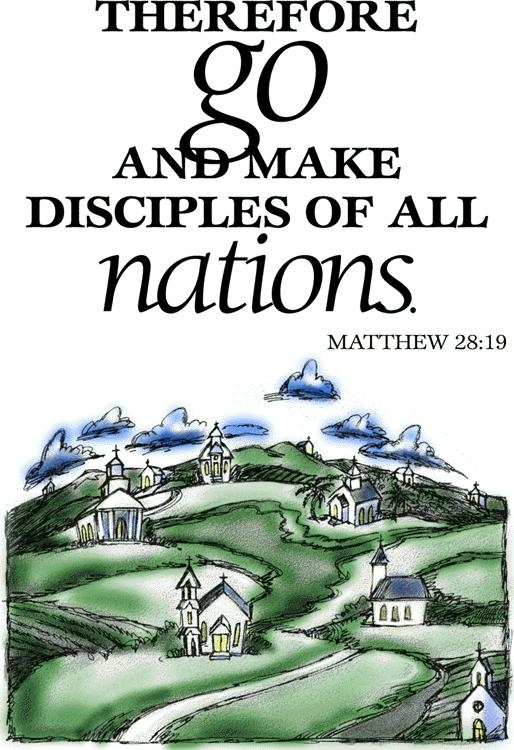 THEREFORE
go
AND MAKE
DISCIPLES OF ALL
nations.
MATTHEW 28:19